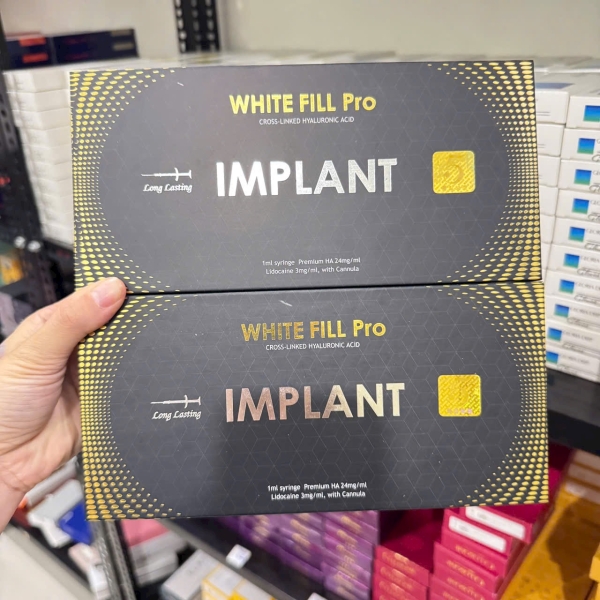 WHITE FILL Pro
CROSS-LINKED HYALURONIC ACID
IMPLANT
Long Lasting
1ml syringe Premium HA 24mg/ml
Lidocaine 3mg/ml, with Cannula
WHITE FILL Pro
CROSS-LINKED HYALURONIC ACID
IMPLANT
Long Lasting
1ml syringe Premium HA 24mg/ml
Lidocaine 3mg/ml, with Cannula